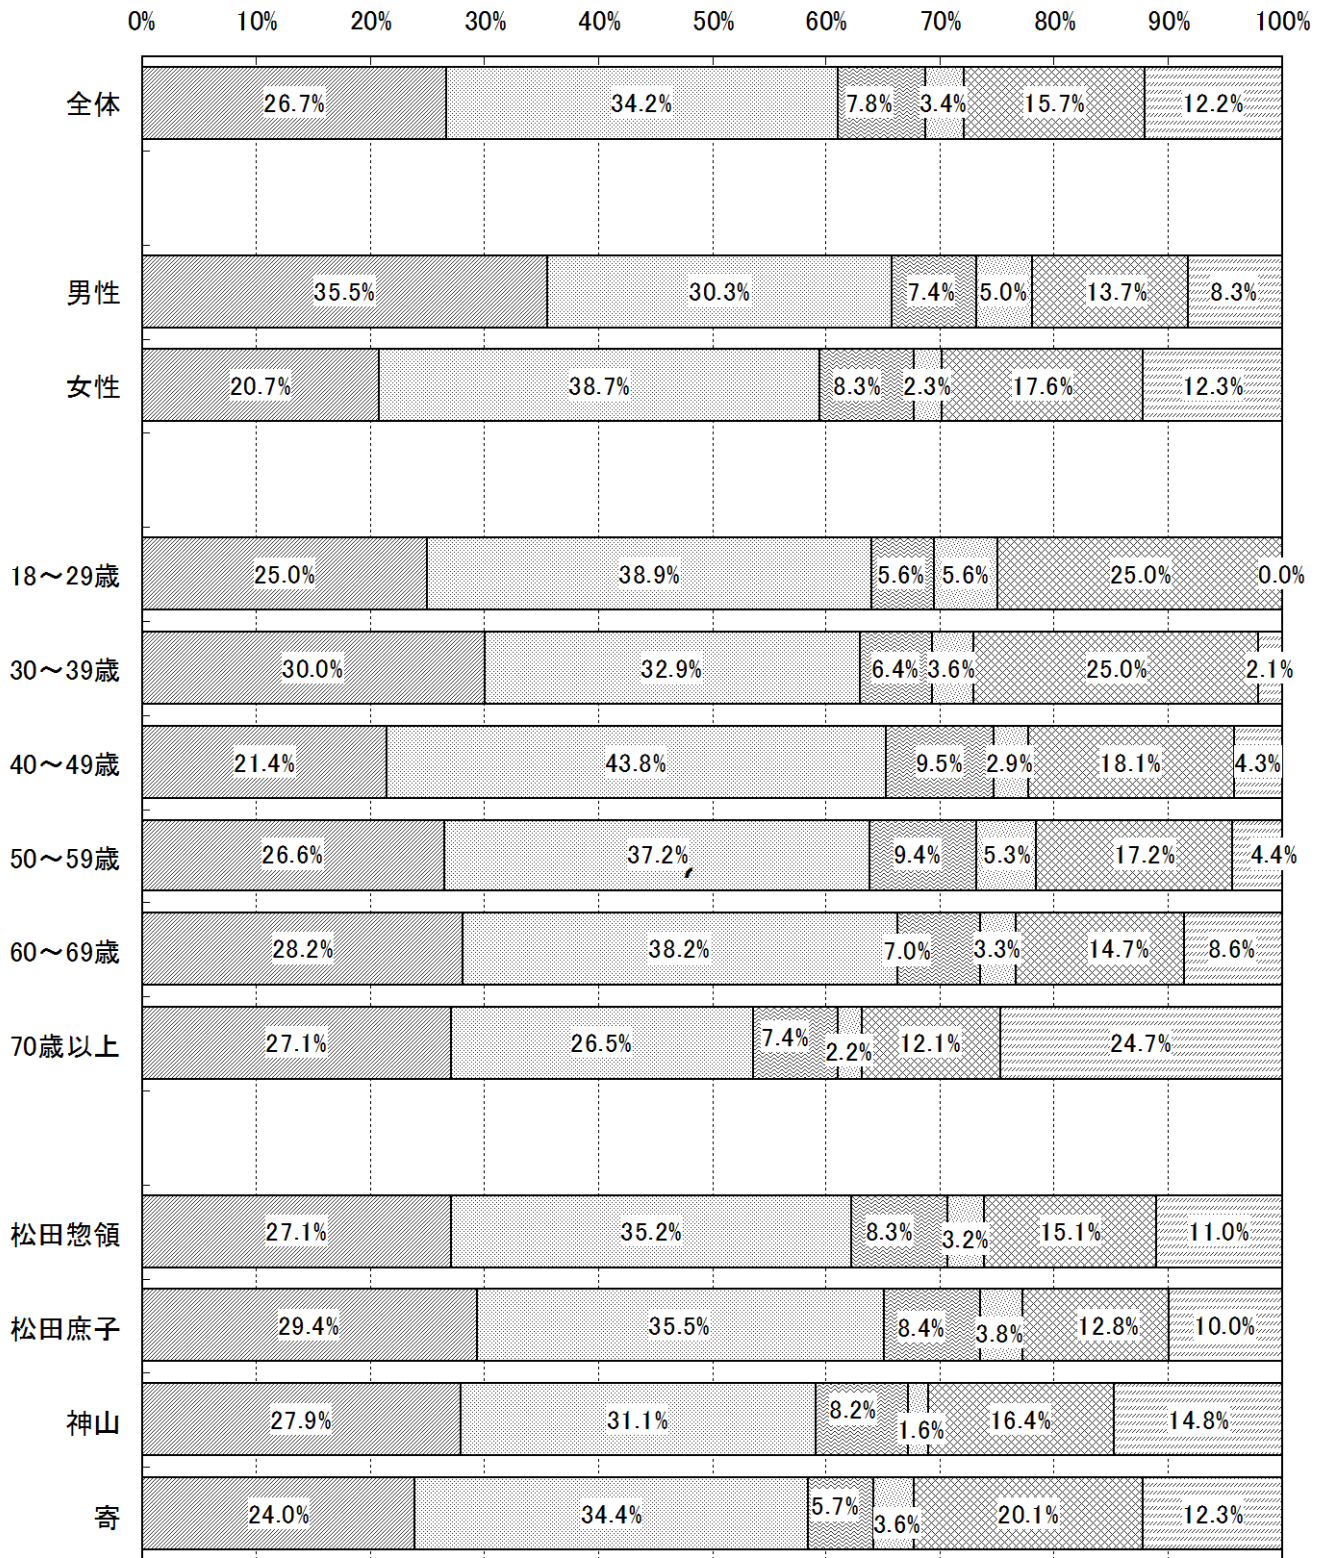 0% 10% 20% 30% 40% 50% 60% 70% 80% 90% 100%
全体 26.7% 34.2% 7.8% 3.4% 15.7% 12.2%
男性 35.5% 30.3% 7.4% 5.0% 13.7% 8.3%
女性 20.7% 38.7% 8.3% 2.3% 17.6% 12.3%
18～29歳 25.0% 38.9% 5.6% 5.6% 25.0% 0.0%
30～39歳 30.0% 32.9% 6.4% 3.6% 25.0% 2.1%
40～49歳 21.4% 43.8% 9.5% 2.9% 18.1% 4.3%
50～59歳 26.6% 37.2% 9.4% 5.3% 17.2% 4.4%
60～69歳 28.2% 38.2% 7.0% 3.3% 14.7% 8.6%
70歳以上 27.1% 26.5% 7.4% 2.2% 12.1% 24.7%
松田惣領 27.1% 35.2% 8.3% 3.2% 15.1% 11.0%
松田庶子 29.4% 35.5% 8.4% 3.8% 12.8% 10.0%
神山 27.9% 31.1% 8.2% 1.6% 16.4% 14.8%
寄 24.0% 34.4% 5.7% 3.6% 20.1% 12.3%